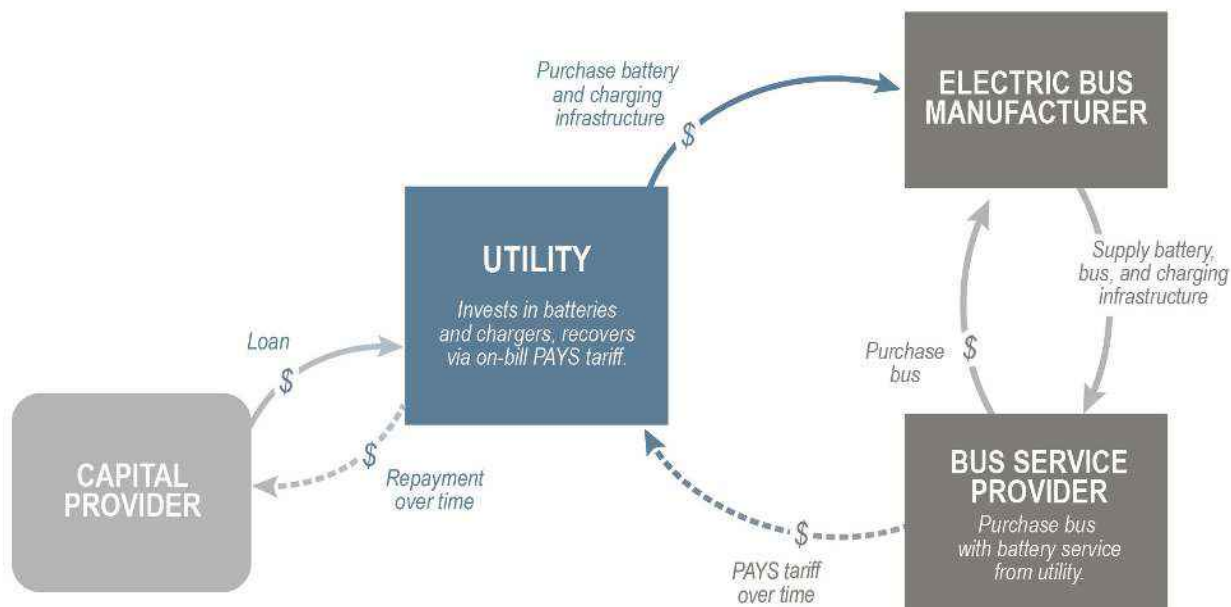 Purchase battery
and charging
infrastructure
$
ELECTRIC BUS
MANUFACTURER
UTILITY
Invests in batteries
and chargers, recovers
via on-bill PAYS tariff.
Supply battery,
bus, and charging
infrastructure
Loan
$
Purchase
bus
$
CAPITAL
PROVIDER
$
Repayment
over time
BUS SERVICE
PROVIDER
Purchase bus
with battery service
from utility.
$
PAYS tariff
over time